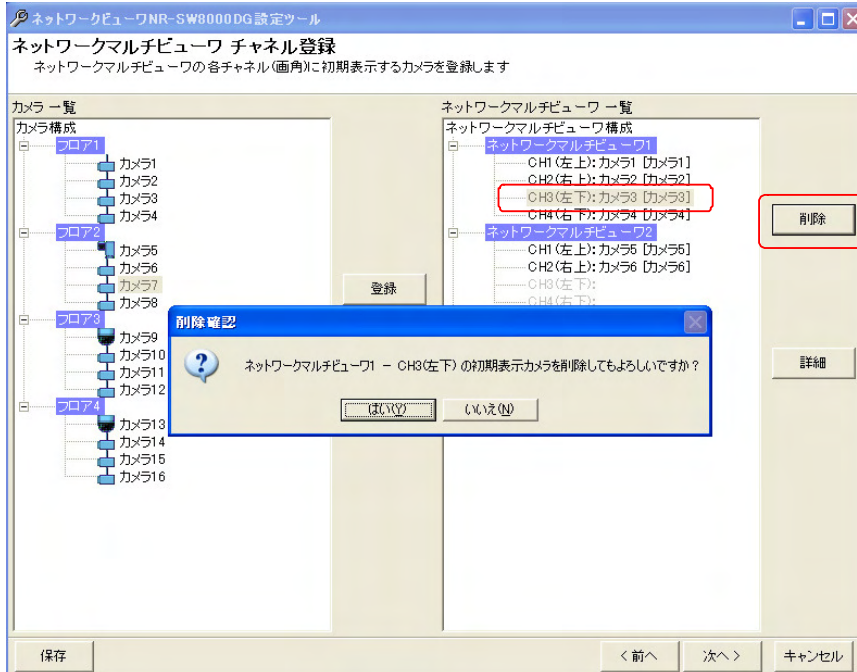 ネットワークビューワNR-SW8000DG設定ツール
ネットワークマルチビューワ チャネル登録
ネットワークマルチビューワの各チャネル(画角)に初期表示するカメラを登録します
カメラ 一覧
カメラ構成
フロア1
カメラ1
カメラ2
カメラ3
カメラ4
フロア2
カメラ5
カメラ6
カメラ7
カメラ8
フロア3
カメラ9
カメラ10
カメラ11
カメラ12
フロア4
カメラ13
カメラ14
カメラ15
カメラ16
登録
ネットワークマルチビューワ 一覧
ネットワークマルチビューワ構成
ネットワークマルチビューワ1
CH1(左上): カメラ1 [カメラ1]
CH2(右上): カメラ2 [カメラ2]
CH3(左下): カメラ3 [カメラ3]
CH4(右下): カメラ4 [カメラ4]
ネットワークマルチビューワ2
CH1(左上): カメラ5 [カメラ5]
CH2(右上): カメラ6 [カメラ6]
CH3(左下):
CH4(右下):
削除
詳細
削除確認
ネットワークマルチビューワ1 － CH3(左下) の初期表示カメラを削除してもよろしいですか？
はい(Y)
いいえ(N)
保存
＜前へ
次へ＞
キャンセル